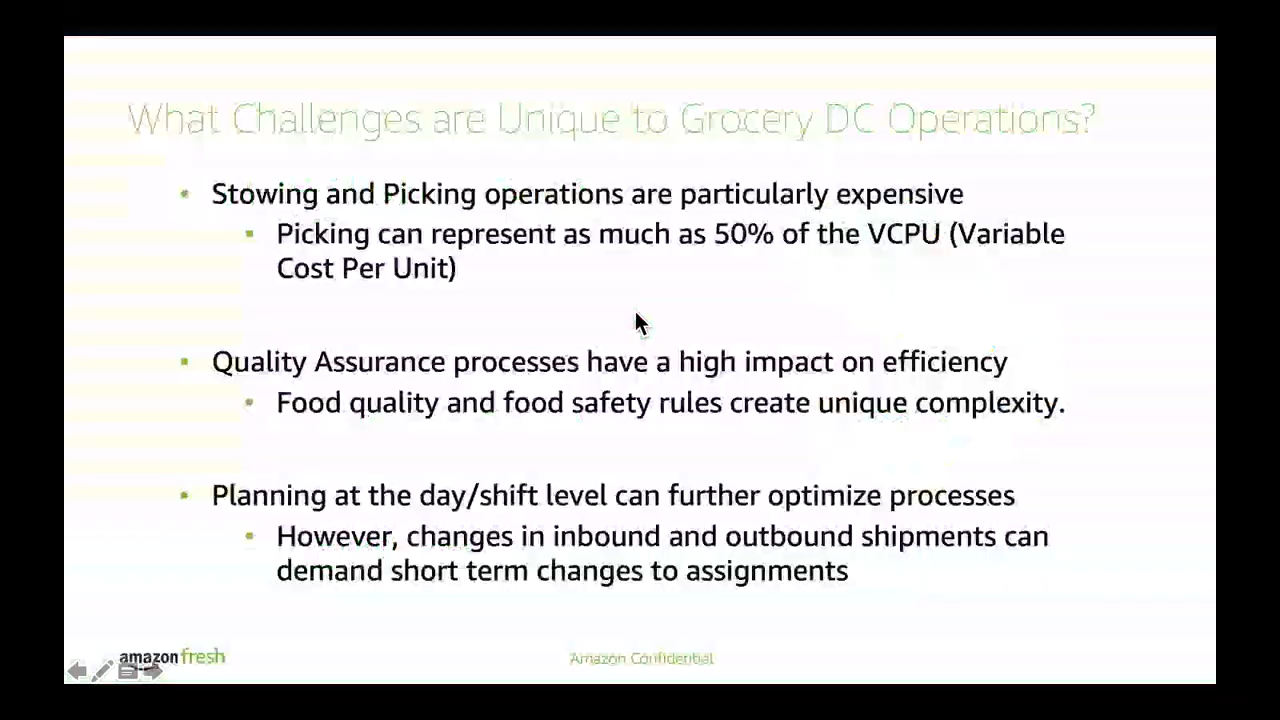 What Challenges are Unique to Grocery DC Operations?
Stowing and Picking operations are particularly expensive
Picking can represent as much as 50% of the VCPU (Variable
Cost Per Unit)
Quality Assurance processes have a high impact on efficiency
Food quality and food safety rules create unique complexity.
Planning at the day/shift level can further optimize processes
However, changes in inbound and outbound shipments can
demand short term changes to assignments
amazonfresh
Amazon Confidential